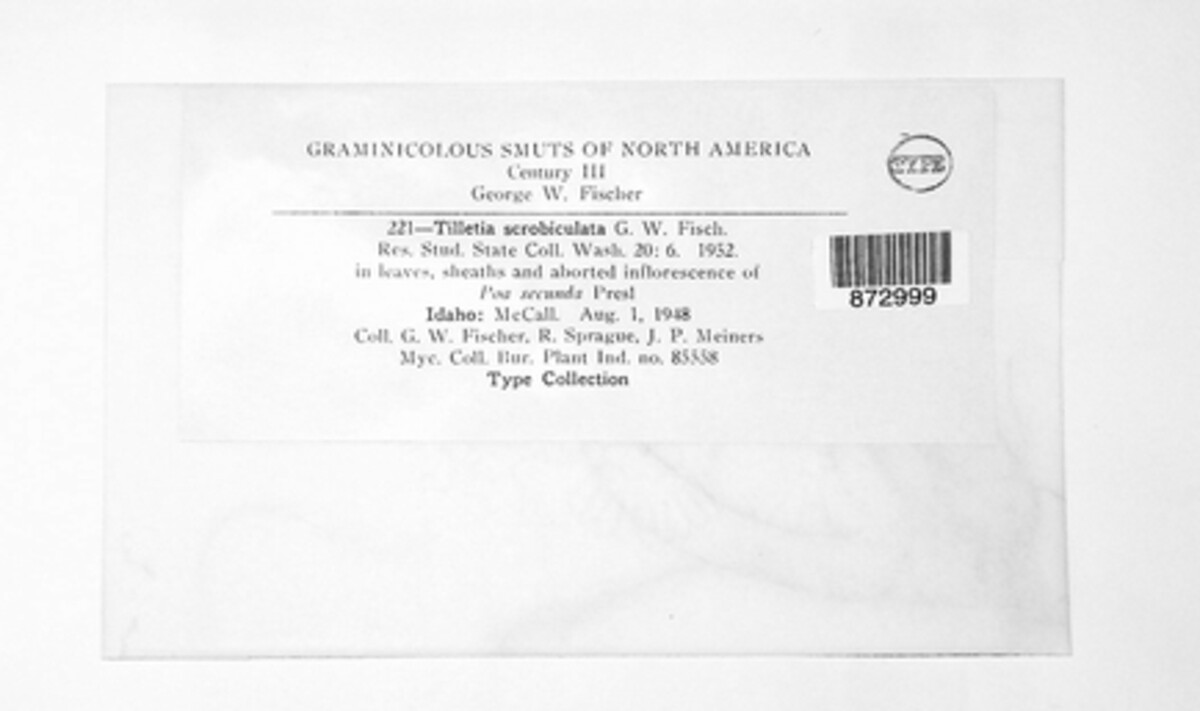 GRAMINICOLOUS SMUTS OF NORTH AMERICA
Century III
George W. Fischer
TYPE
221—Tilletia scrobiculata G. W. Fisch.
Res. Stud. State Coll. Wash. 20: 6. 1952.
in leaves, sheaths and aborted inflorescence of
Poa secunda Presl
Idaho: McCall. Aug. 1, 1948
Coll. G. W. Fischer, R. Sprague, J. P. Meiners
Myc. Coll. Bur. Plant Ind. no. 85558
Type Collection
872999